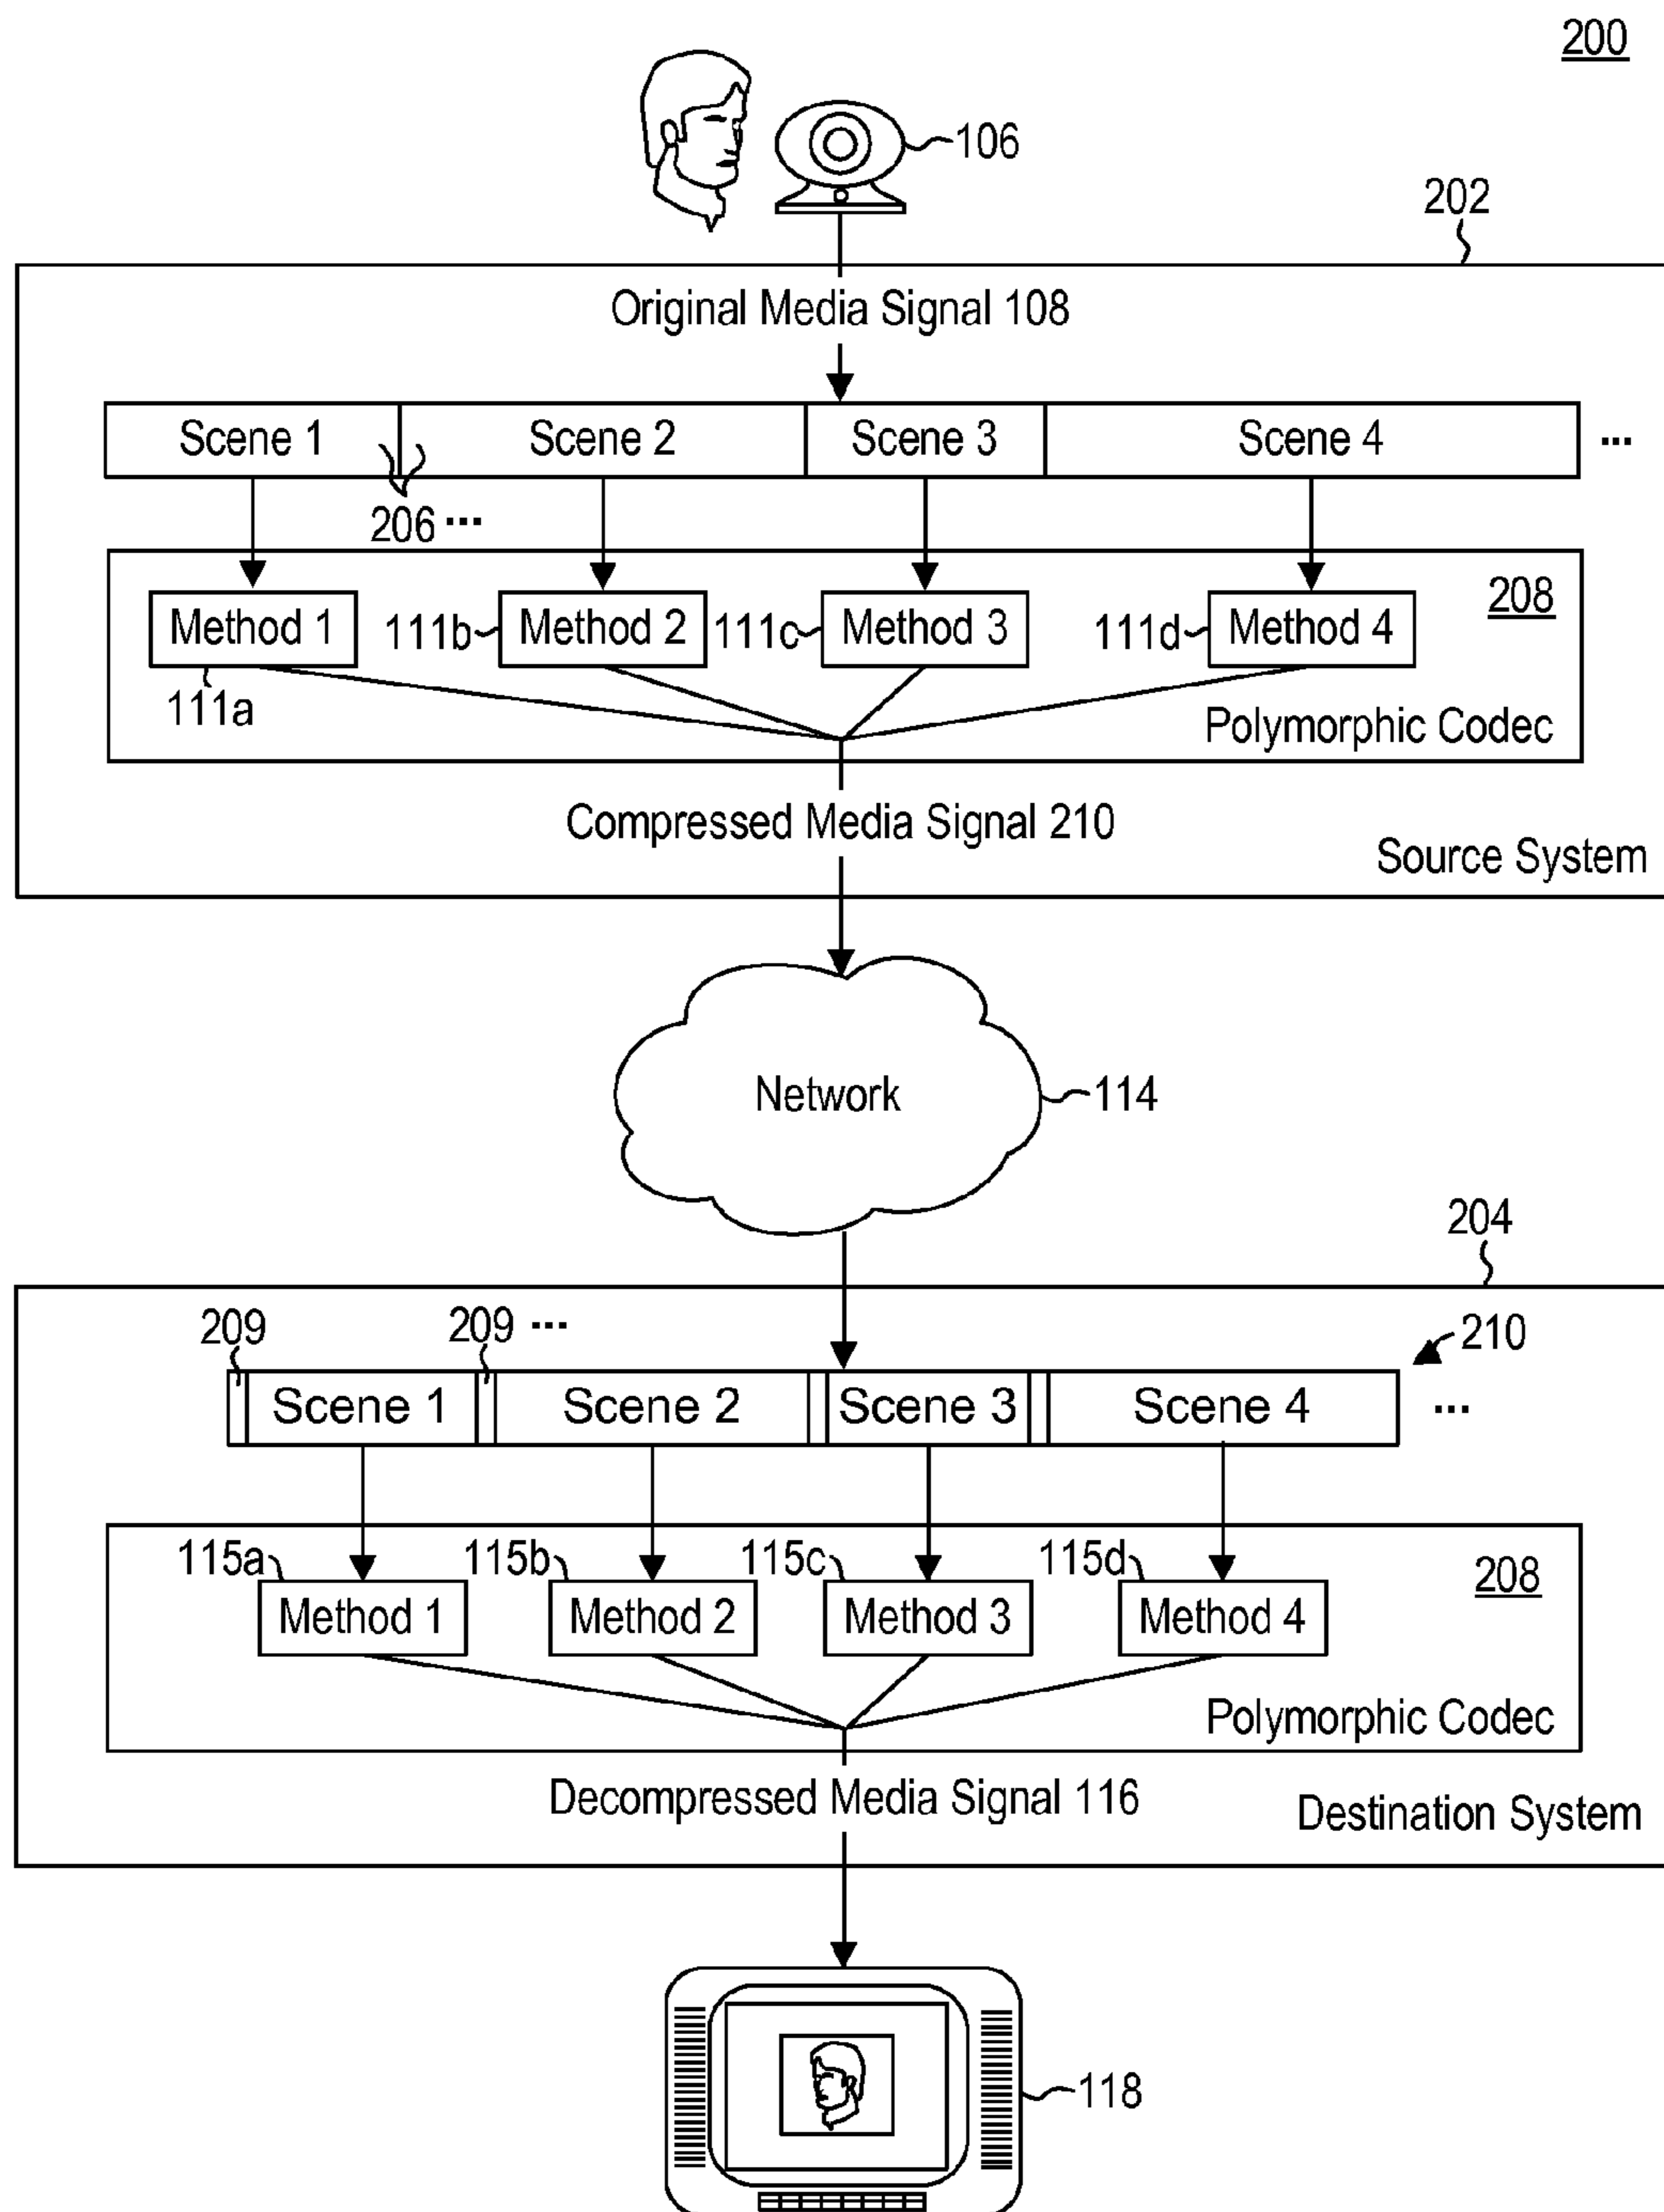 200
106
202
Original Media Signal 108
Scene 1 Scene 2 Scene 3 Scene 4 ...
206 ...
Method 1 111b Method 2 111c Method 3 111d Method 4 208
111a
Polymorphic Codec
Compressed Media Signal 210
Source System
Network 114
204
209 209 ... 210
Scene 1 Scene 2 Scene 3 Scene 4 ...
115a 115b 115c 115d 208
Method 1 Method 2 Method 3 Method 4
Polymorphic Codec
Decompressed Media Signal 116
Destination System
118